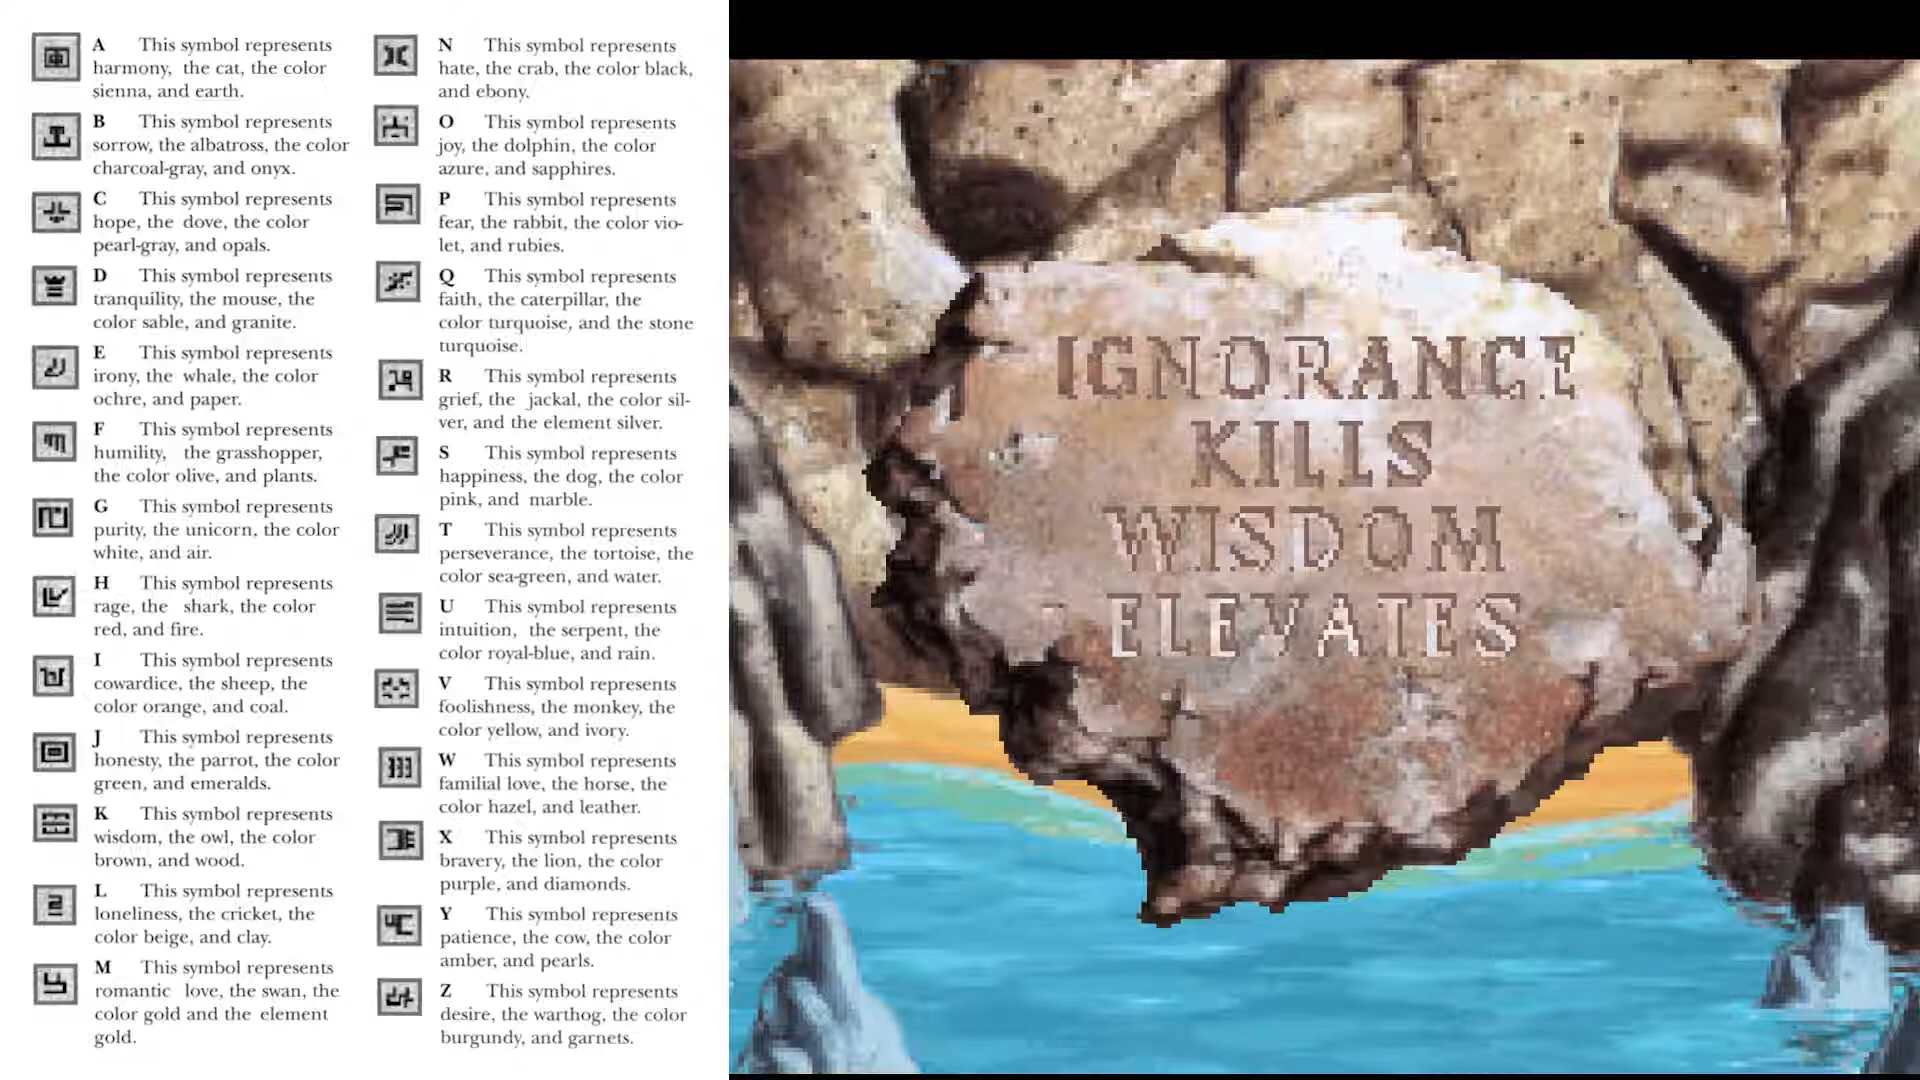 A This symbol represents
harmony, the cat, the color
sienna, and earth.
B This symbol represents
sorrow, the albatross, the color
charcoal-gray, and onyx.
C This symbol represents
hope, the dove, the color
pearl-gray, and opals.
D This symbol represents
tranquility, the mouse, the
color sable, and granite.
E This symbol represents
irony, the whale, the color
ochre, and paper.
F This symbol represents
humility, the grasshopper,
the color olive, and plants.
G This symbol represents
purity, the unicorn, the color
white, and air.
H This symbol represents
rage, the shark, the color
red, and fire.
I This symbol represents
cowardice, the sheep, the
color orange, and coal.
J This symbol represents
honesty, the parrot, the color
green, and emeralds.
K This symbol represents
wisdom, the owl, the color
brown, and wood.
L This symbol represents
loneliness, the cricket, the
color beige, and clay.
M This symbol represents
romantic love, the swan, the
color gold and the element
gold.
N This symbol represents
hate, the crab, the color black,
and ebony.
O This symbol represents
joy, the dolphin, the color
azure, and sapphires.
P This symbol represents
fear, the rabbit, the color vio-
let, and rubies.
Q This symbol represents
faith, the caterpillar, the
color turquoise, and the stone
turquoise.
R This symbol represents
grief, the jackal, the color sil-
ver, and the element silver.
S This symbol represents
happiness, the dog, the color
pink, and marble.
T This symbol represents
perseverance, the tortoise, the
color sea-green, and water.
U This symbol represents
intuition, the serpent, the
color royal-blue, and rain.
V This symbol represents
foolishness, the monkey, the
color yellow, and ivory.
W This symbol represents
familial love, the horse, the
color hazel, and leather.
X This symbol represents
bravery, the lion, the color
purple, and diamonds.
Y This symbol represents
patience, the cow, the color
amber, and pearls.
Z This symbol represents
desire, the warthog, the color
burgundy, and garnets.
IGNORANCE
KILLS
WISDOM
ELEVATES